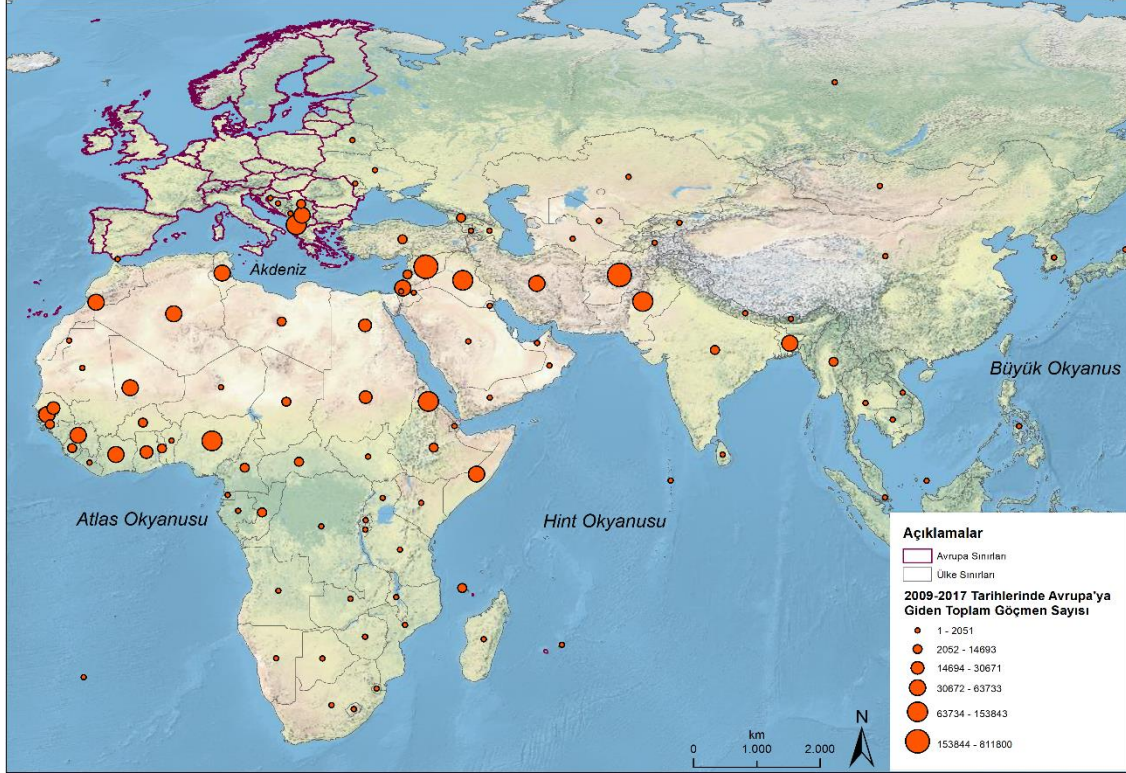 Akdeniz
Büyük Okyanus
Atlas Okyanusu
Hint Okyanusu
Açıklamalar
Avrupa Sınırları
Ülke Sınırları
2009-2017 Tarihlerinde Avrupa'ya
Giden Toplam Göçmen Sayısı
1 - 2051
2052 - 14693
14694 - 30671
30672 - 63733
63734 - 153843
153844 - 811800
N
km
0 1.000 2.000